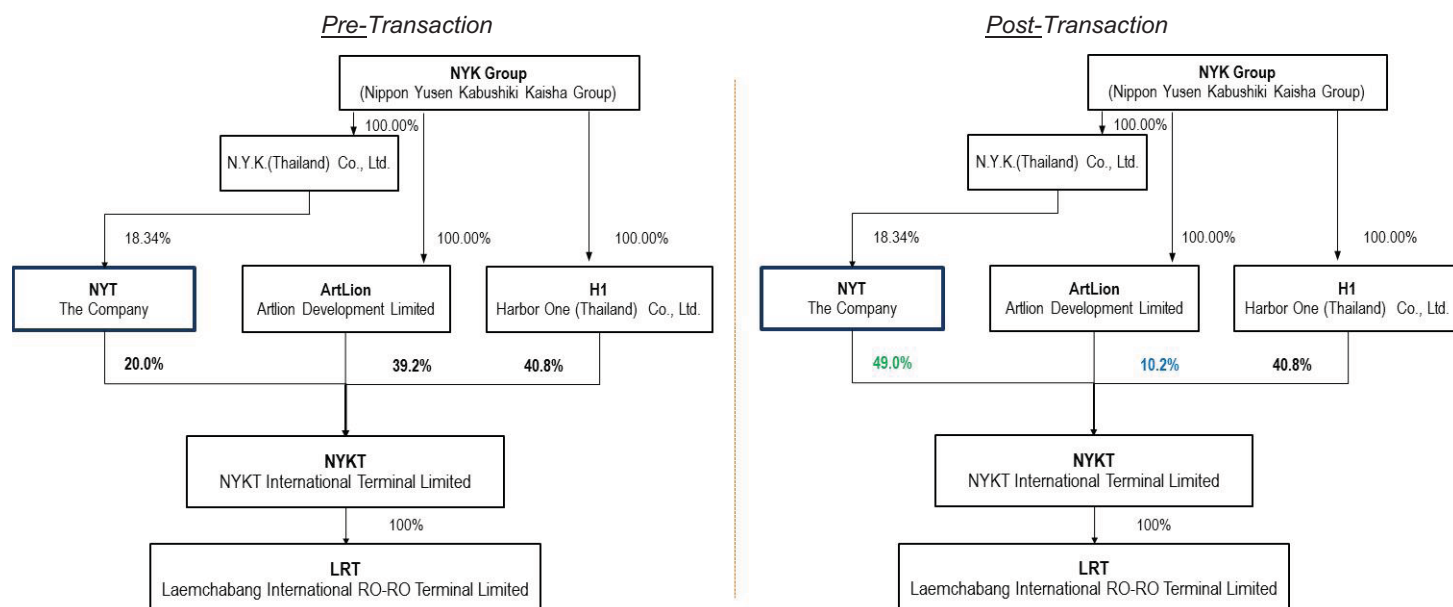 Pre-Transaction
NYK Group
(Nippon Yusen Kabushiki Kaisha Group)
100.00%
N.Y.K.(Thailand) Co., Ltd.
18.34%
100.00%
100.00%
NYT
The Company
ArtLion
Artlion Development Limited
H1
Harbor One (Thailand) Co., Ltd.
20.0%
39.2%
40.8%
NYKT
NYKT International Terminal Limited
100%
LRT
Laemchabang International RO-RO Terminal Limited
Post-Transaction
NYK Group
(Nippon Yusen Kabushiki Kaisha Group)
100.00%
N.Y.K.(Thailand) Co., Ltd.
18.34%
100.00%
100.00%
NYT
The Company
ArtLion
Artlion Development Limited
H1
Harbor One (Thailand) Co., Ltd.
49.0%
10.2%
40.8%
NYKT
NYKT International Terminal Limited
100%
LRT
Laemchabang International RO-RO Terminal Limited